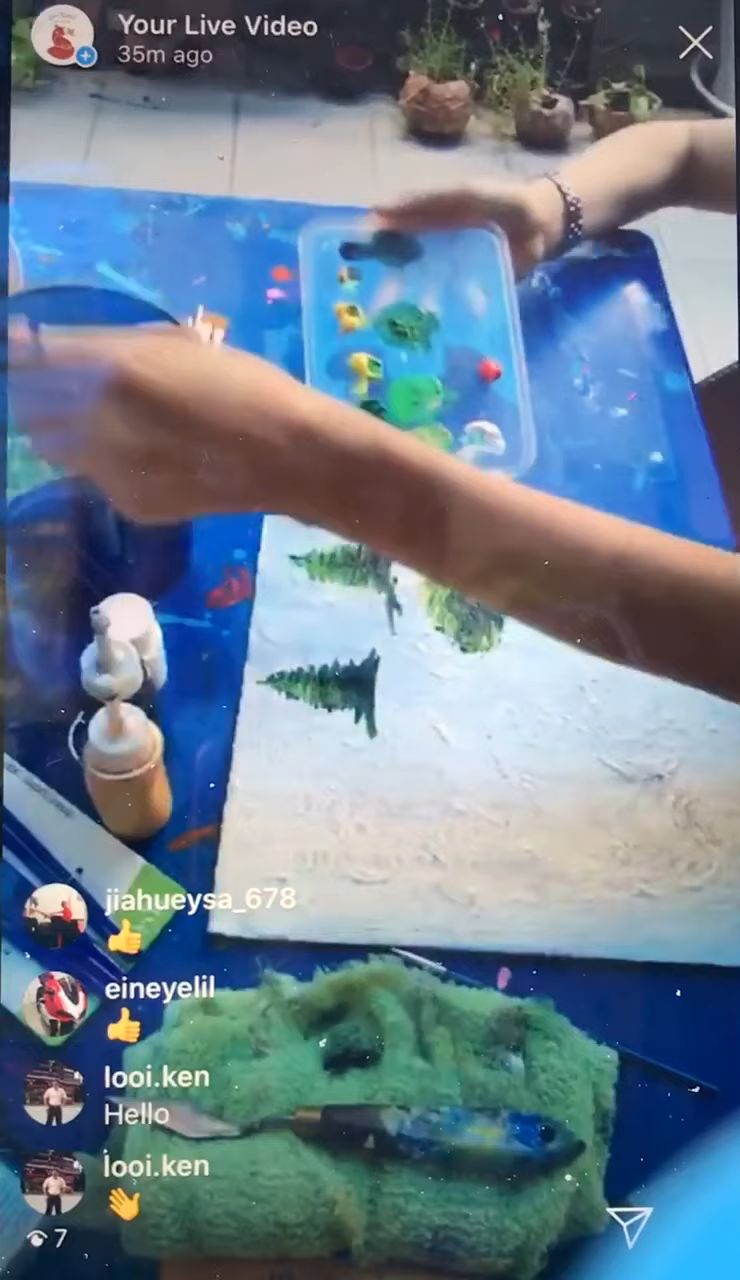 Your Live Video
35m ago
jiahueysa_678
👍
eineyelil
👍
looi.ken
Hello
looi.ken
👋
7